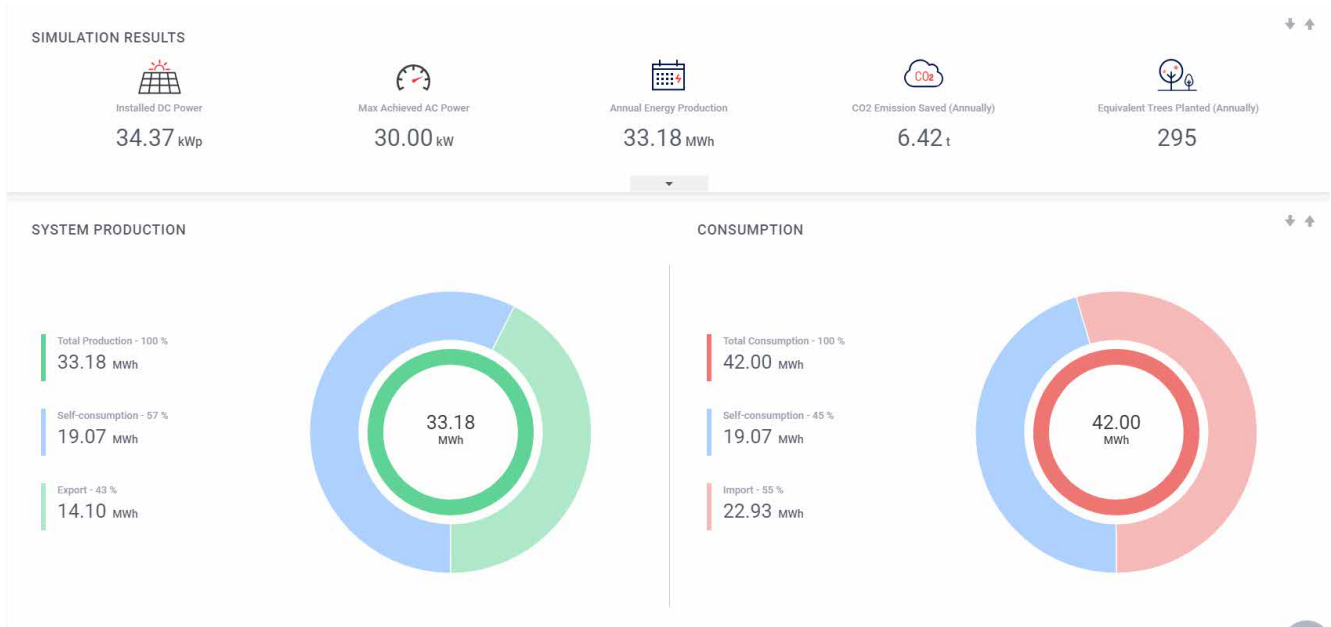 SIMULATION RESULTS
CO2
Installed DC Power
Max Achieved AC Power
Annual Energy Production
CO2 Emission Saved (Annually)
Equivalent Trees Planted (Annually)
34.37 kWp
30.00 kW
33.18 MWh
6.42 t
295
SYSTEM PRODUCTION
Total Production - 100 %
33.18 MWh
Self-consumption - 57 %
19.07 MWh
Export - 43 %
14.10 MWh
33.18
MWh
CONSUMPTION
Total Consumption - 100 %
42.00 MWh
Self-consumption - 45 %
19.07 MWh
Import - 55 %
22.93 MWh
42.00
MWh